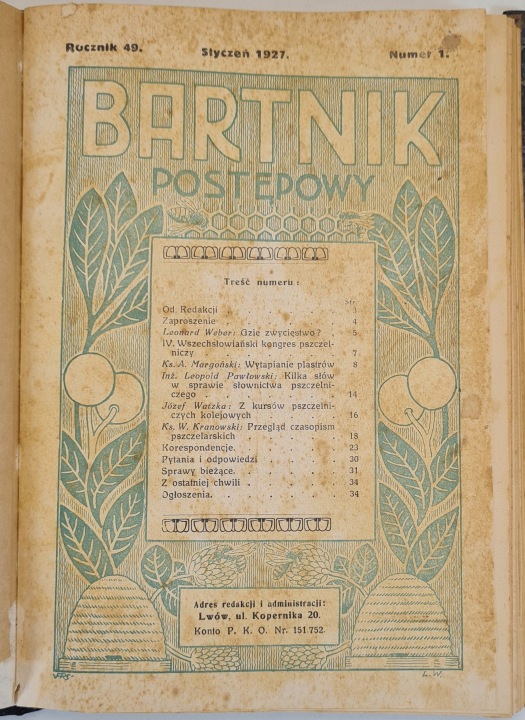 Rocznik 49. Styczeń 1927. Numer 1.
BARTNIK
POSTĘPOWY
Treść numeru:
Str.
Od Redakcji . . . . . . 3
Zaproszenie . . . . . . 4
Leonard Weber: Gdzie zwycięstwo? . 5
IV. Wszechsłowiański kongres pszczel-
niczy . . . . . . 7
Ks. A. Margoński: Wytapianie plastrów 8
Inż. Leopold Pawłowski: Kilka słów
w sprawie słownictwa pszczelni-
czego . . . . . . 14
Józef Watzka: Z kursów pszczelni-
czych kolejowych . . . . 16
Ks. W. Kranowski: Przegląd czasopism
pszczelarskich . . . . 18
Korespondencje. . . . . . 23
Pytania i odpowiedzi . . . . 30
Sprawy bieżące. . . . . . 31
Z ostatniej chwili . . . . . 34
Ogłoszenia. . . . . . . 34
Adres redakcji i administracji:
Lwów, ul. Kopernika 20.
Konto P. K. O. Nr. 151.752.
L. W.